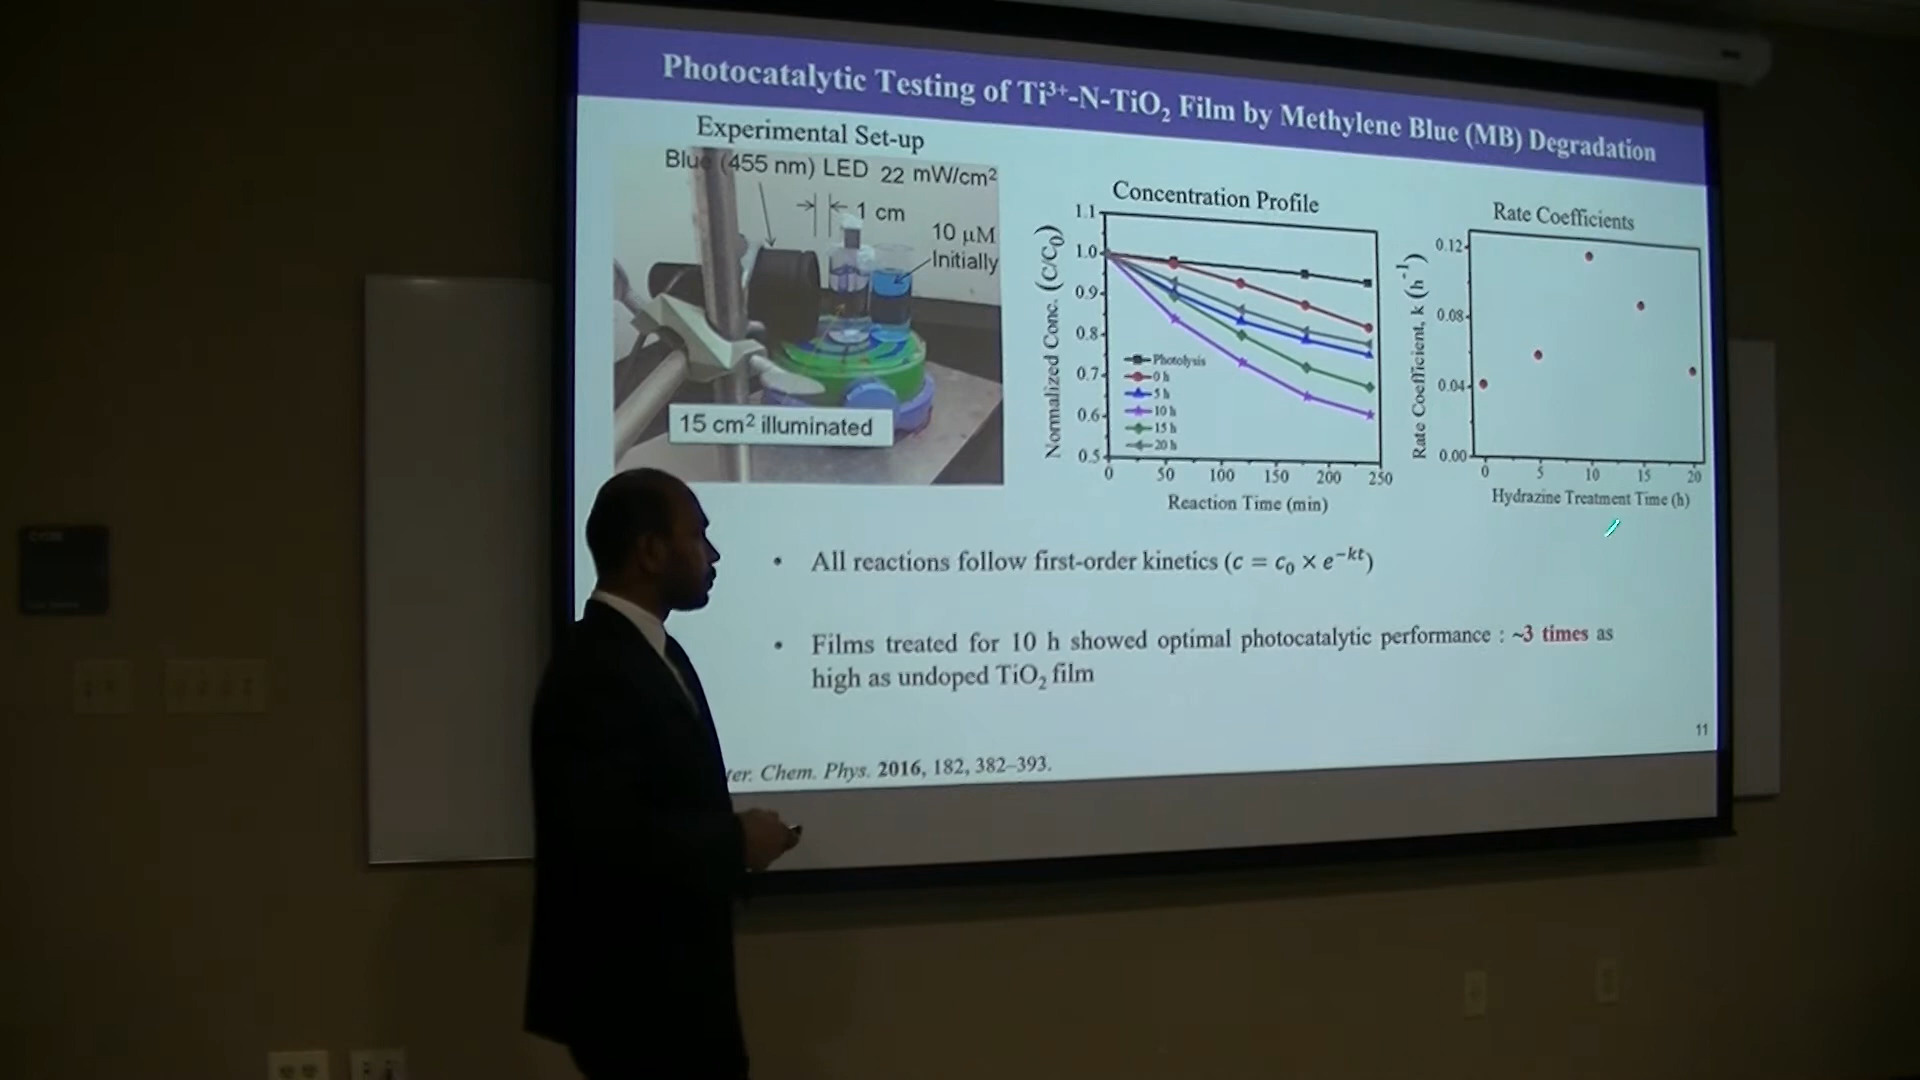 Photocatalytic Testing of Ti³⁺-N-TiO₂ Film by Methylene Blue (MB) Degradation
Experimental Set-up
Blue (455 nm) LED 22 mW/cm²
1 cm
10 µM
Initially
15 cm² illuminated
Concentration Profile
Normalized Conc. (C/C₀)
1.1
1.0
0.9
0.8
0.7
0.6
0.5
Photolysis
0 h
5 h
10 h
15 h
20 h
0 50 100 150 200 250
Reaction Time (min)
Rate Coefficients
Rate Coefficient, k (h⁻¹)
0.12
0.08
0.04
0.00
0 5 10 15 20
Hydrazine Treatment Time (h)
• All reactions follow first-order kinetics (c = c₀ × e⁻ᵏᵗ)
• Films treated for 10 h showed optimal photocatalytic performance : ~3 times as
high as undoped TiO₂ film
11
ter. Chem. Phys. 2016, 182, 382–393.